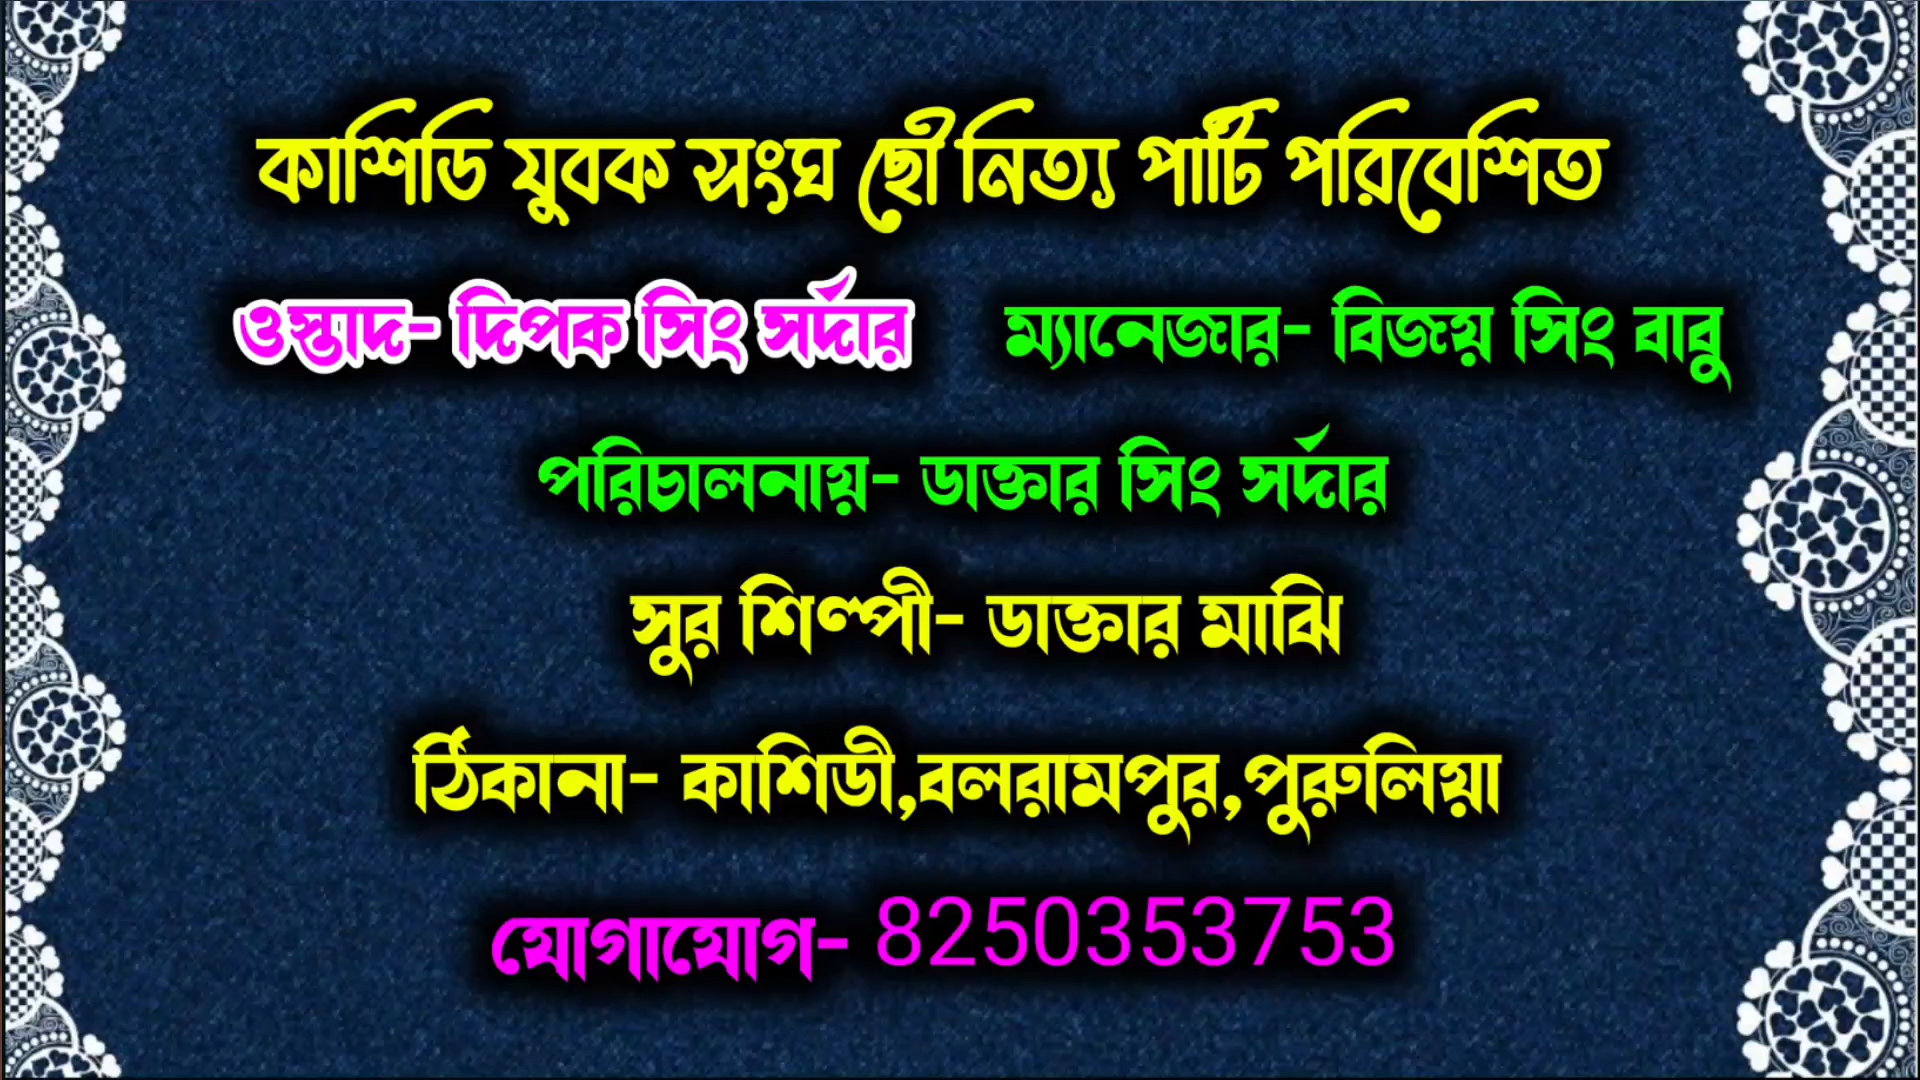 কাশিডি যুবক সংঘ ছৌ নিত্য পার্টি পরিবেশিত
ওস্তাদ- দিপক সিং সর্দার ম্যানেজার- বিজয় সিং বাবু
পরিচালনায়- ডাক্তার সিং সর্দার
সুর শিল্পী- ডাক্তার মাঝি
ঠিকানা- কাশিডী,বলরামপুর,পুরুলিয়া
যোগাযোগ- 8250353753